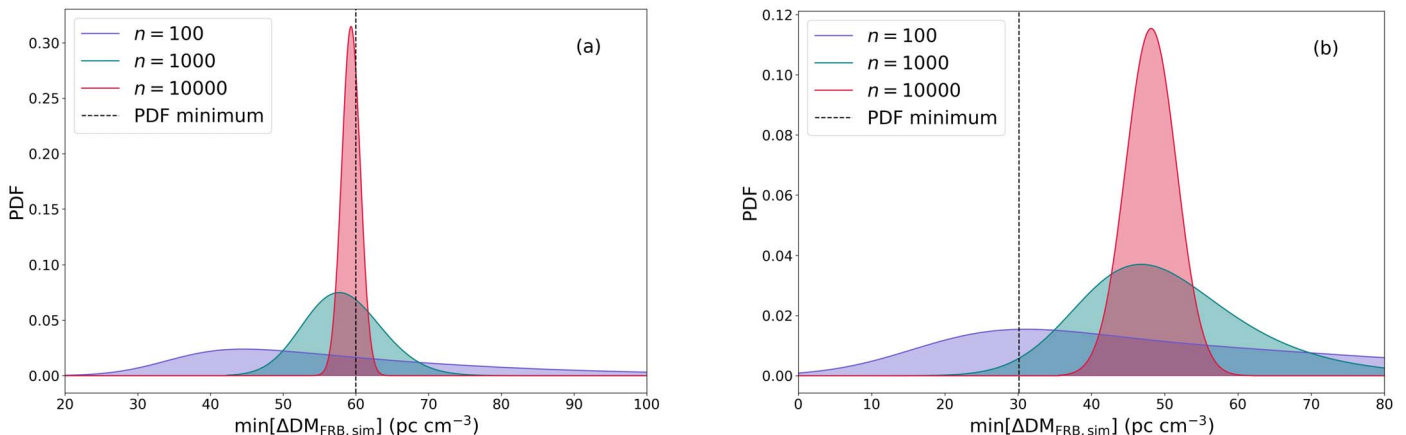 n = 100
n = 1000
n = 10000
PDF minimum
(a)
PDF
0.30
0.25
0.20
0.15
0.10
0.05
0.00
20 30 40 50 60 70 80 90 100
min[ΔDM_FRB, sim] (pc cm⁻³)
n = 100
n = 1000
n = 10000
PDF minimum
(b)
PDF
0.12
0.10
0.08
0.06
0.04
0.02
0.00
0 10 20 30 40 50 60 70 80
min[ΔDM_FRB, sim] (pc cm⁻³)